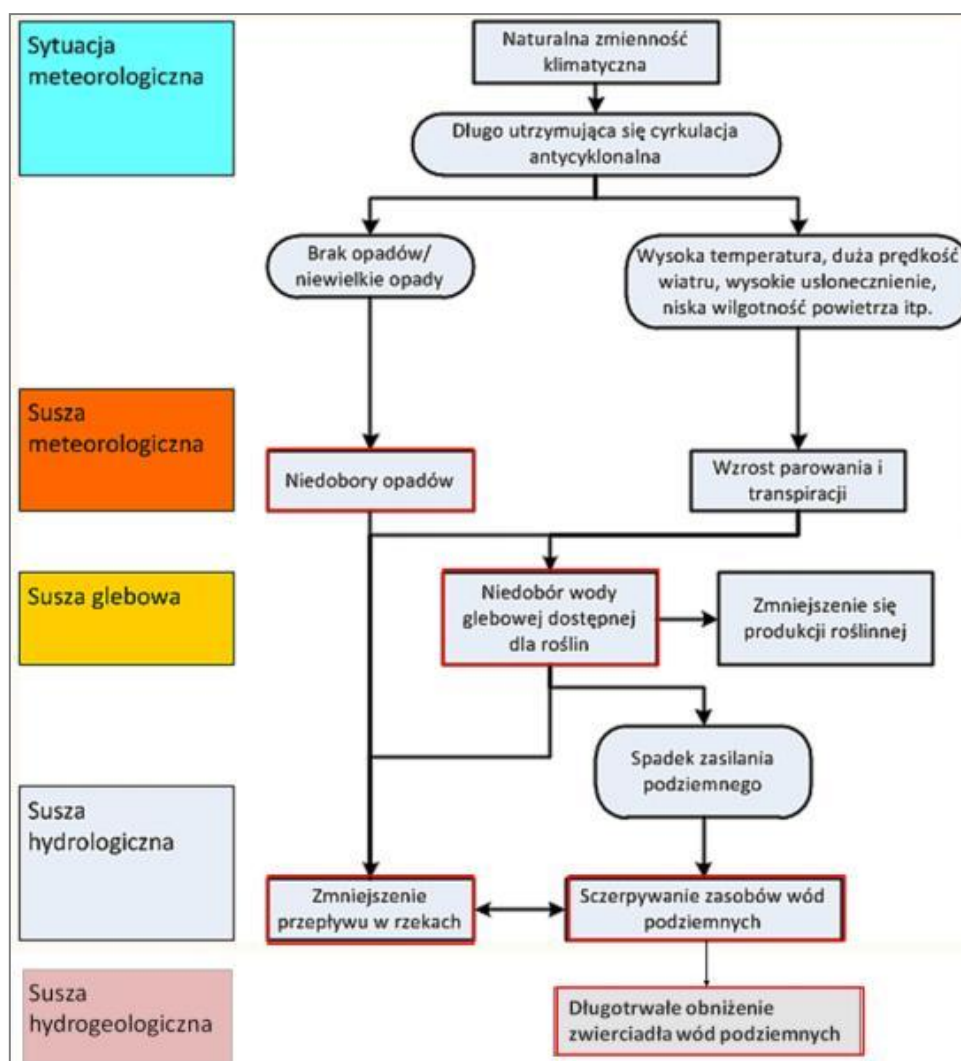 Sytuacja
meteorologiczna
Naturalna zmienność
klimatyczna
Długo utrzymująca się cyrkulacja
antycyklonalna
Brak opadów/
niewielkie opady
Wysoka temperatura, duża prędkość
wiatru, wysokie usłonecznienie,
niska wilgotność powietrza itp.
Susza
meteorologiczna
Niedobory opadów
Wzrost parowania i
transpiracji
Susza glebowa
Niedobór wody
glebowej dostępnej
dla roślin
Zmniejszenie się
produkcji roślinnej
Spadek zasilania
podziemnego
Susza
hydrologiczna
Zmniejszenie
przepływu w rzekach
Sczerpywanie zasobów wód
podziemnych
Susza
hydrogeologiczna
Długotrwałe obniżenie
zwierciadła wód podziemnych